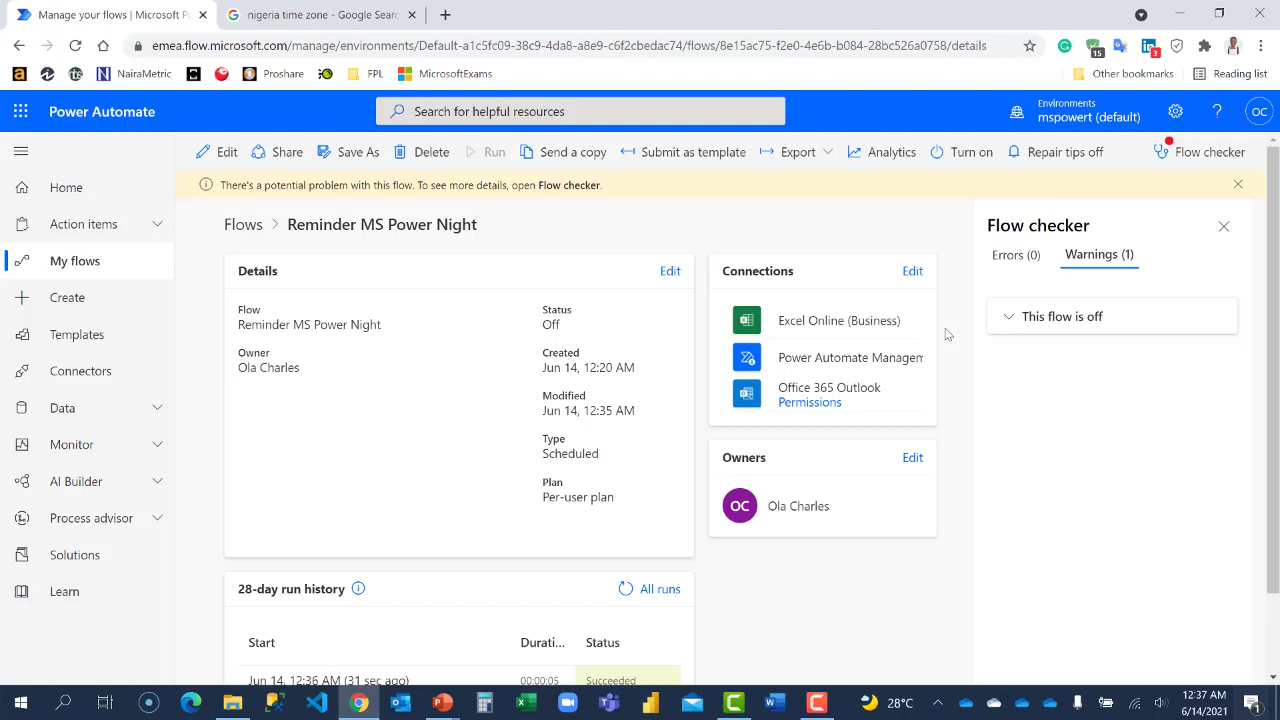 Manage your flows | Microsoft Po
nigeria time zone - Google Searc
emea.flow.microsoft.com/manage/environments/Default-a1c5fc09-38c9-4da8-a8e9-c6f2cbedac74/flows/8e15c75-f2e0-4e6b-b084-28bc526a0758/details
15
3
NairaMetric
Proshare
FPL
MicrosoftExams
Other bookmarks
Reading list
Power Automate
Search for helpful resources
Environments
mspowert (default)
OC
Edit
Share
Save As
Delete
Run
Send a copy
Submit as template
Export
Analytics
Turn on
Repair tips off
Flow checker
There's a potential problem with this flow. To see more details, open Flow checker.
Home
Action items
My flows
Create
Templates
Connectors
Data
Monitor
AI Builder
Process advisor
Solutions
Learn
Flows > Reminder MS Power Night
Details
Edit
Flow
Reminder MS Power Night
Owner
Ola Charles
Status
Off
Created
Jun 14, 12:20 AM
Modified
Jun 14, 12:35 AM
Type
Scheduled
Plan
Per-user plan
Connections
Edit
Excel Online (Business)
Power Automate Managem
Office 365 Outlook
Permissions
Owners
Edit
OC
Ola Charles
28-day run history
All runs
Start
Durati...
Status
Jun 14, 12:36 AM (31 sec ago)
00:00:05
Succeeded
Flow checker
Errors (0)
Warnings (1)
This flow is off
28°C
12:37 AM
6/14/2021